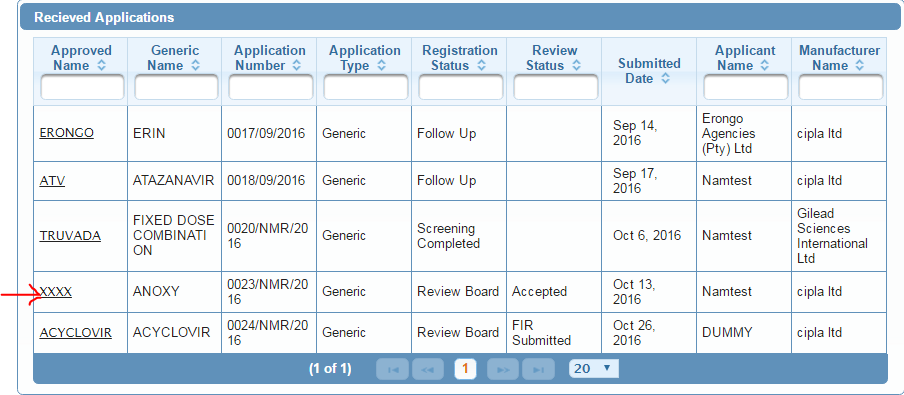 Recieved Applications
Approved Name
Generic Name
Application Number
Application Type
Registration Status
Review Status
Submitted Date
Applicant Name
Manufacturer Name
ERONGO
ERIN
0017/09/2016
Generic
Follow Up
Sep 14,
2016
Erongo
Agencies
(Pty) Ltd
cipla ltd
ATV
ATAZANAVIR
0018/09/2016
Generic
Follow Up
Sep 17,
2016
Namtest
cipla ltd
TRUVADA
FIXED DOSE
COMBINATI
ON
0020/NMR/20
16
Generic
Screening
Completed
Oct 6, 2016
Namtest
Gilead
Sciences
International
Ltd
XXXX
ANOXY
0023/NMR/20
16
Generic
Review Board
Accepted
Oct 13,
2016
Namtest
cipla ltd
ACYCLOVIR
ACYCLOVIR
0024/NMR/20
16
Generic
Review Board
FIR
Submitted
Oct 26,
2016
DUMMY
cipla ltd
(1 of 1)
1
20